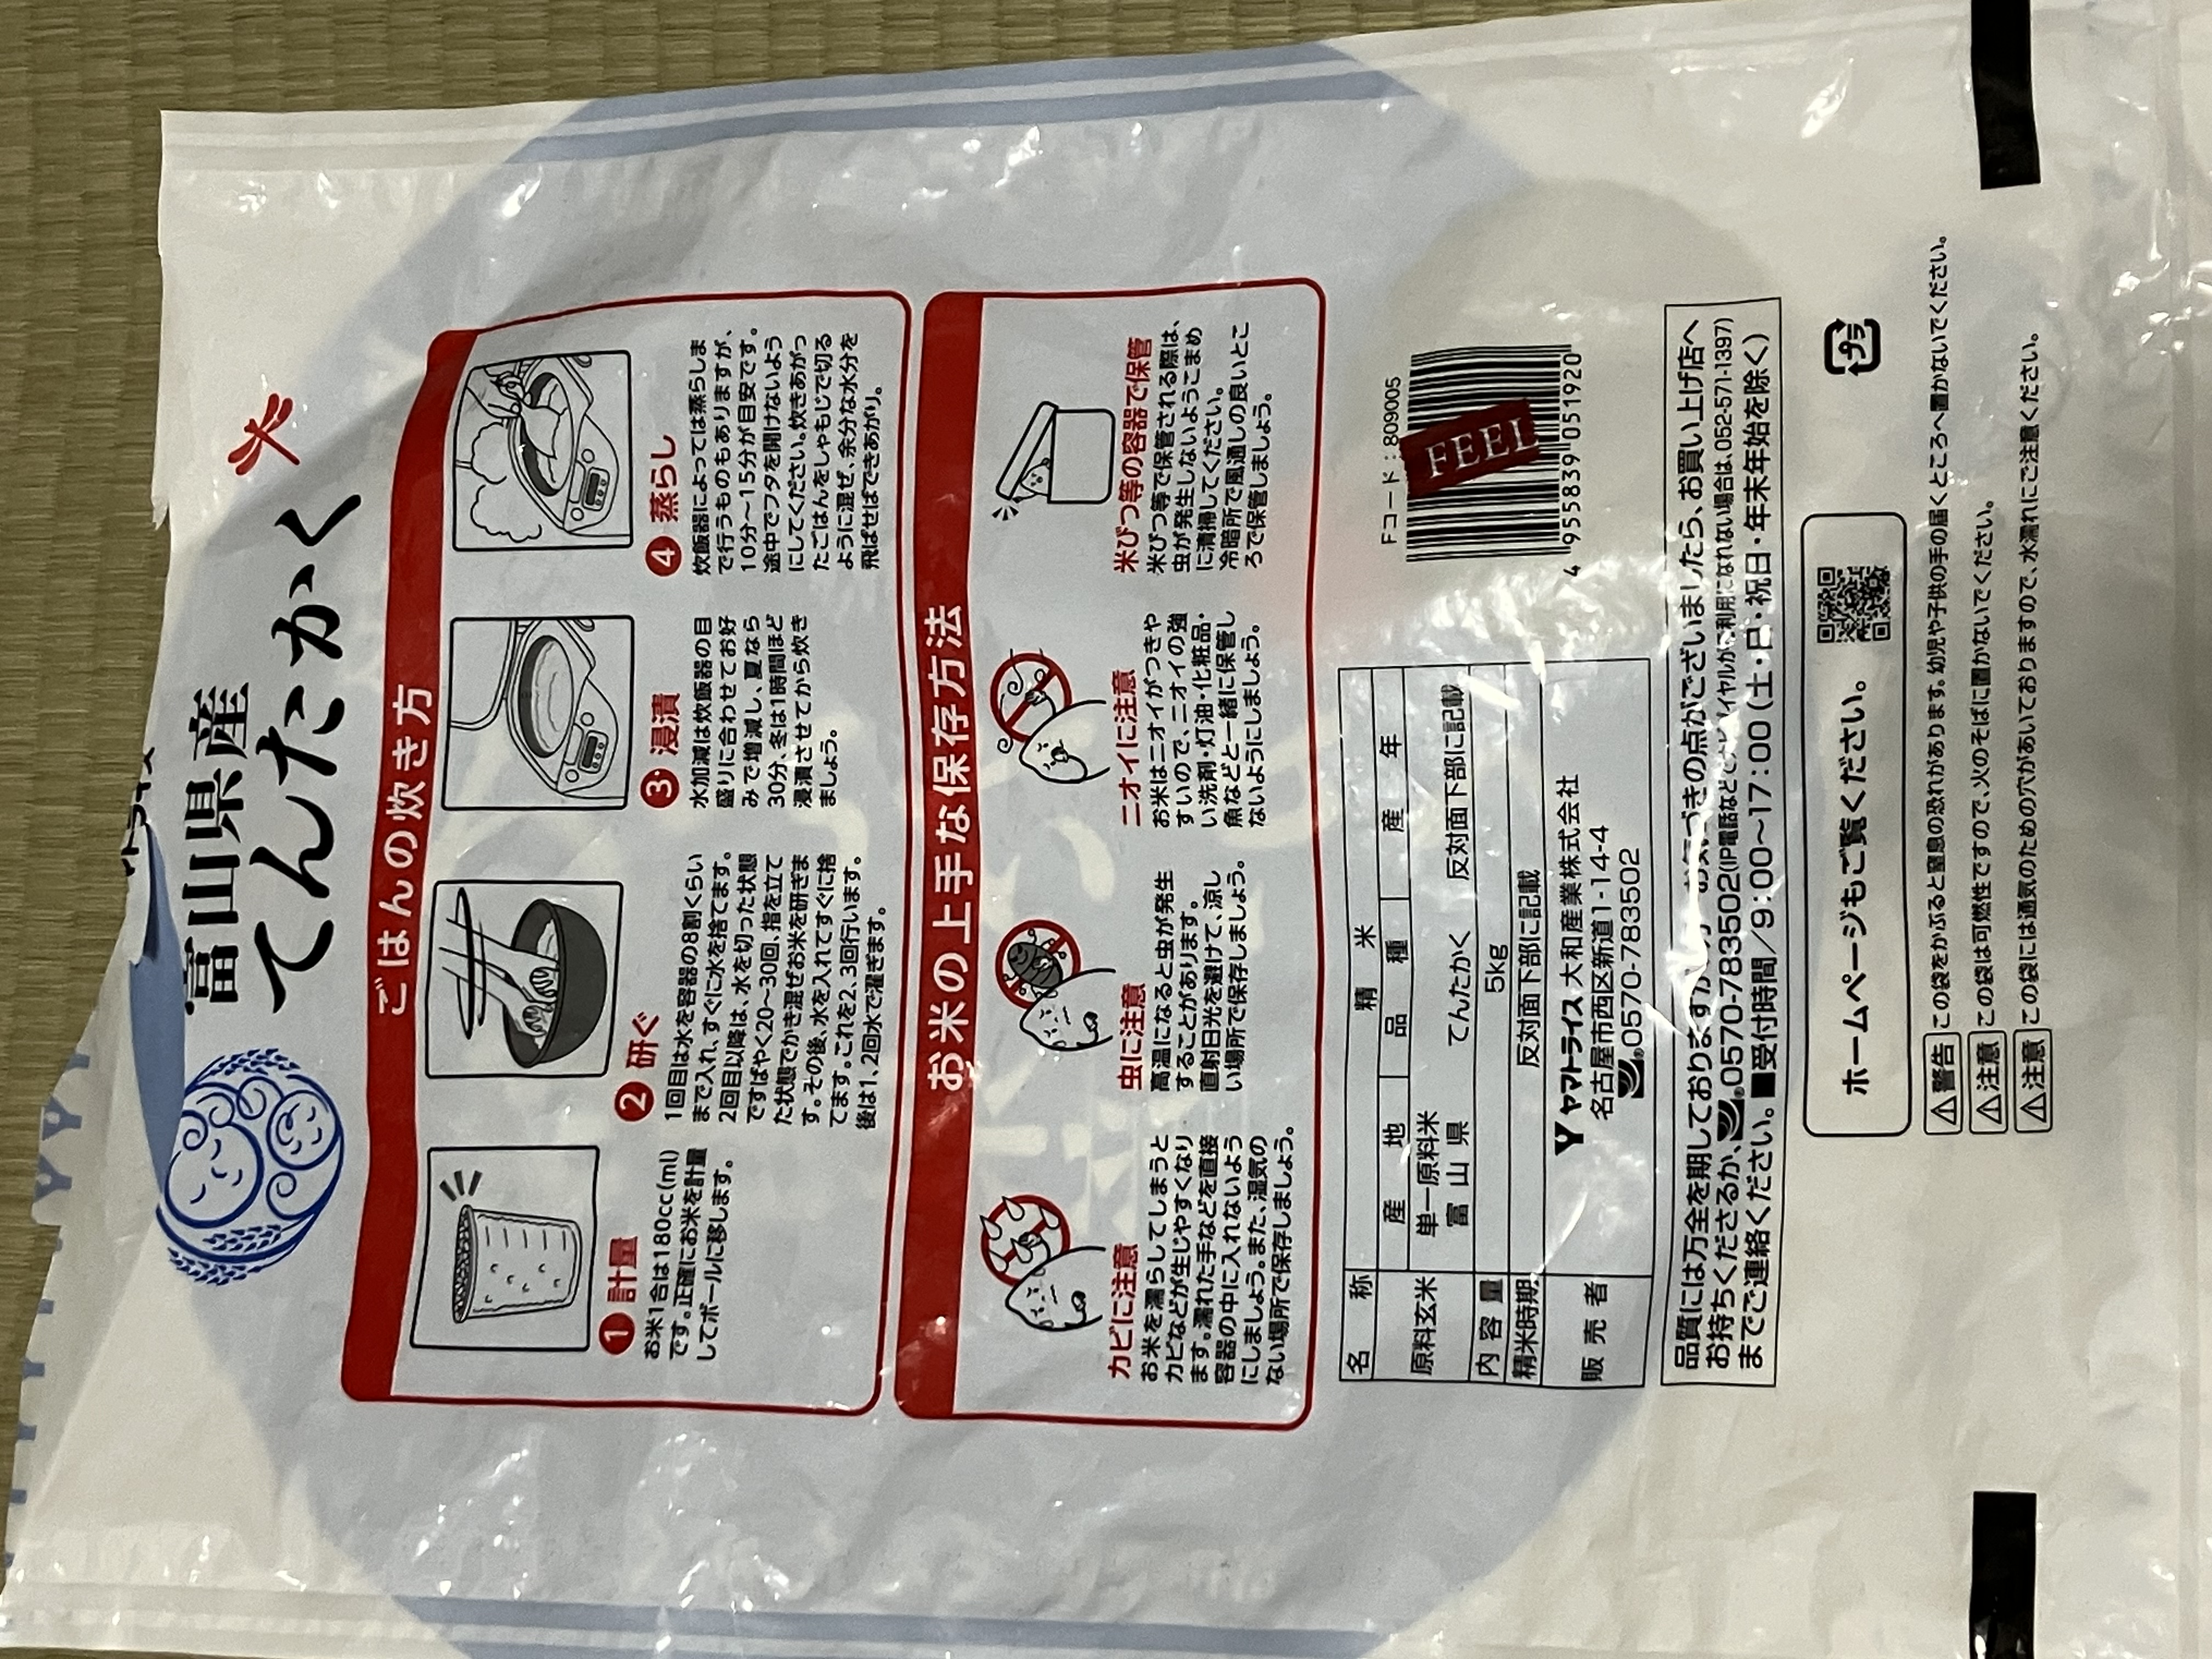 富山県産
てんたかく
ごはんの炊き方
1 計量
お米1合は180cc(ml)
です。正確にお米を計量
してボールに移します。
2 研ぐ
1回目は水を容器の8割くらい
まで入れ、すぐに水を捨てます。
2回目以降は、水を切った状態
ですばやく20〜30回、指を立て
た状態でかき混ぜお米を研ぎま
す。その後、水を入れてすぐに捨
てます。これを2、3回行います。
後は1、2回水で濯ぎます。
3 浸漬
水加減は炊飯器の目
盛りに合わせてお好
みで増減し、夏なら
30分、冬は1時間ほど
浸漬させてから炊き
ましょう。
4 蒸らし
炊飯器によっては蒸らしま
で行うものもありますが、
10分〜15分が目安です。
途中でフタを開けないよう
にしてください。炊きあがっ
たごはんをしゃもじで切る
ように混ぜ、余分な水分を
飛ばせばできあがり。
お米の上手な保存方法
カビに注意
お米を濡らしてしまうと
カビなどが生じやすくなり
ます。濡れた手などを直接
容器の中に入れないよう
にしましょう。また、湿気の
ない場所で保存しましょう。
虫に注意
高温になると虫が発生
することがあります。
直射日光を避けて、涼し
い場所で保存しましょう。
ニオイに注意
お米はニオイがつきや
すいので、ニオイの強
い洗剤・灯油・化粧品・
魚などと一緒に保管し
ないようにしましょう。
米びつ等の容器で保管
米びつ等で保管される際は、
虫が発生しないようこまめ
に清掃してください。
冷暗所で風通しの良いとこ
ろで保管しましょう。
名称 精米
原料玄米 産地 品種 産年
単一原料米
富山県 てんたかく 反対面下部に記載
内容量 5kg
精米時期 反対面下部に記載
販売者 ヤマトライス 大和産業株式会社
名古屋市西区新道1-14-4
0570-783502
Fコード:809005
FEEL
4 955839 051920
品質には万全を期しておりますが、お気づきの点がございましたら、お買い上げ店へ
お持ちくださるか、0570-783502(IP電話などでナビダイヤルがご利用になれない場合は、052-571-1397)
までご連絡ください。■受付時間/9:00〜17:00(土・日・祝日・年末年始を除く)
ホームページもご覧ください。
プラ
⚠警告 この袋をかぶると窒息の恐れがあります。幼児や子供の手の届くところへ置かないでください。
⚠注意 この袋は可燃性ですので、火のそばに置かないでください。
⚠注意 この袋には通気のための穴があいておりますので、水濡れにご注意ください。